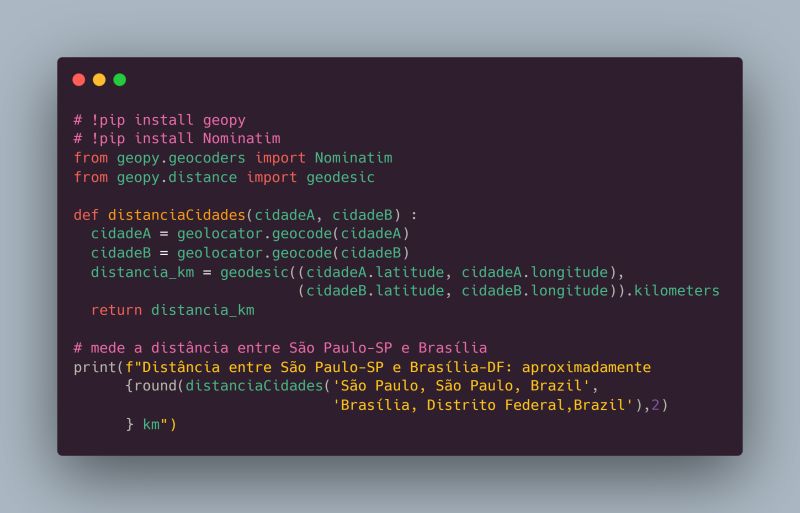 # !pip install geopy
# !pip install Nominatim
from geopy.geocoders import Nominatim
from geopy.distance import geodesic

def distanciaCidades(cidadeA, cidadeB) :
  cidadeA = geolocator.geocode(cidadeA)
  cidadeB = geolocator.geocode(cidadeB)
  distancia_km = geodesic((cidadeA.latitude, cidadeA.longitude),
                          (cidadeB.latitude, cidadeB.longitude)).kilometers
  return distancia_km

# mede a distância entre São Paulo-SP e Brasília
print(f"Distância entre São Paulo-SP e Brasília-DF: aproximadamente
      {round(distanciaCidades('São Paulo, São Paulo, Brazil',
                              'Brasília, Distrito Federal,Brazil'),2)
      } km")